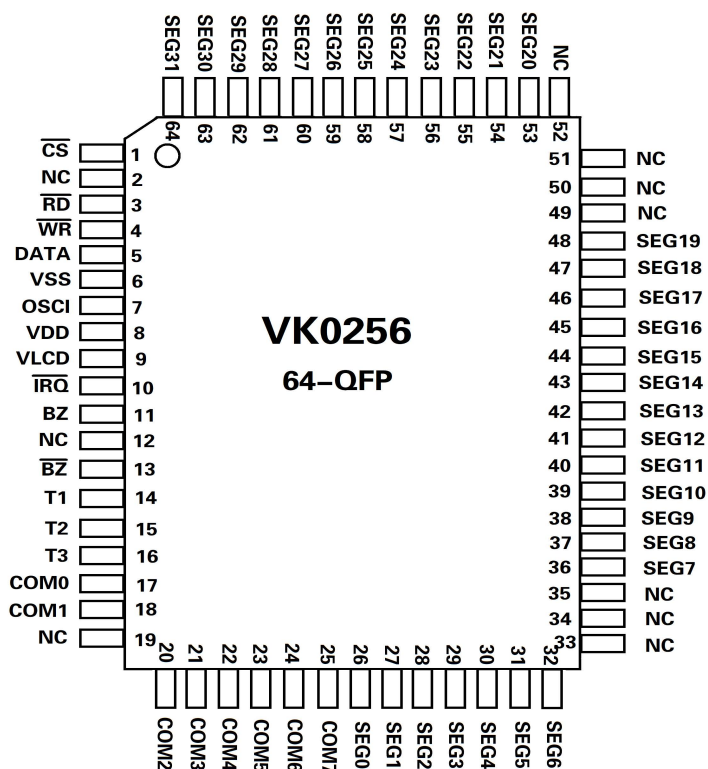 SEG31 SEG30 SEG29 SEG28 SEG27 SEG26 SEG25 SEG24 SEG23 SEG22 SEG21 SEG20 NC
64 63 62 61 60 59 58 57 56 55 54 53 52
CS 1
NC 2
RD 3
WR 4
DATA 5
VSS 6
OSCI 7
VDD 8
VLCD 9
IRQ 10
BZ 11
NC 12
BZ 13
T1 14
T2 15
T3 16
COM0 17
COM1 18
NC 19
VK0256
64-QFP
51 NC
50 NC
49 NC
48 SEG19
47 SEG18
46 SEG17
45 SEG16
44 SEG15
43 SEG14
42 SEG13
41 SEG12
40 SEG11
39 SEG10
38 SEG9
37 SEG8
36 SEG7
35 NC
34 NC
33 NC
20 21 22 23 24 25 26 27 28 29 30 31 32
COM2 COM3 COM4 COM5 COM6 COM7 SEG0 SEG1 SEG2 SEG3 SEG4 SEG5 SEG6